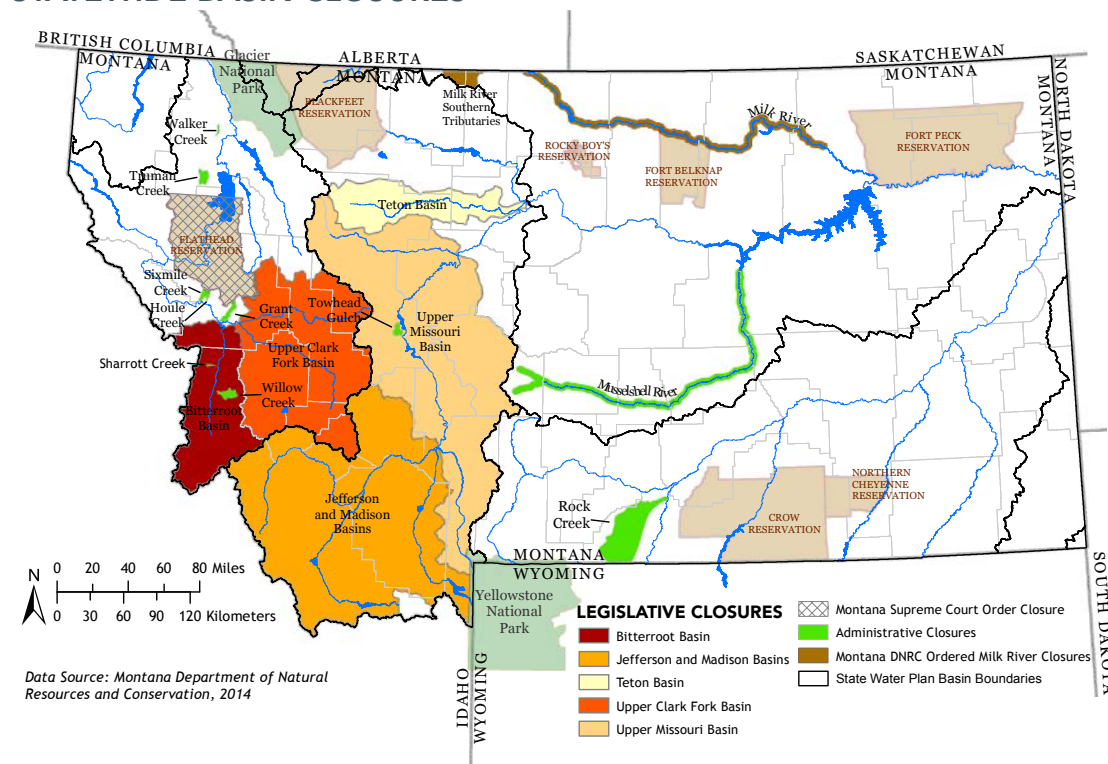 STATEWIDE BASIN CLOSURES
BRITISH COLUMBIA
MONTANA
Glacier
National
Park
ALBERTA
MONTANA
SASKATCHEWAN
MONTANA
NORTH DAKOTA
MONTANA
BLACKFEET
RESERVATION
Milk River
Southern
Tributaries
Milk River
Walker
Creek
ROCKY BOY'S
RESERVATION
FORT BELKNAP
RESERVATION
FORT PECK
RESERVATION
Truman
Creek
Teton Basin
FLATHEAD
RESERVATION
Sixmile
Creek
Houle
Creek
Grant
Creek
Towhead
Gulch
Upper
Missouri
Basin
Upper Clark
Fork Basin
Sharrott Creek
Willow
Creek
Bitterroot
Basin
Musselshell River
Jefferson
and Madison
Basins
Rock
Creek
NORTHERN
CHEYENNE
RESERVATION
CROW
RESERVATION
MONTANA
WYOMING
SOUTH DAKOTA
Yellowstone
National
Park
IDAHO
WYOMING
N
0 20 40 60 80 Miles
0 30 60 90 120 Kilometers
Data Source: Montana Department of Natural
Resources and Conservation, 2014
LEGISLATIVE CLOSURES
Bitterroot Basin
Jefferson and Madison Basins
Teton Basin
Upper Clark Fork Basin
Upper Missouri Basin
Montana Supreme Court Order Closure
Administrative Closures
Montana DNRC Ordered Milk River Closures
State Water Plan Basin Boundaries